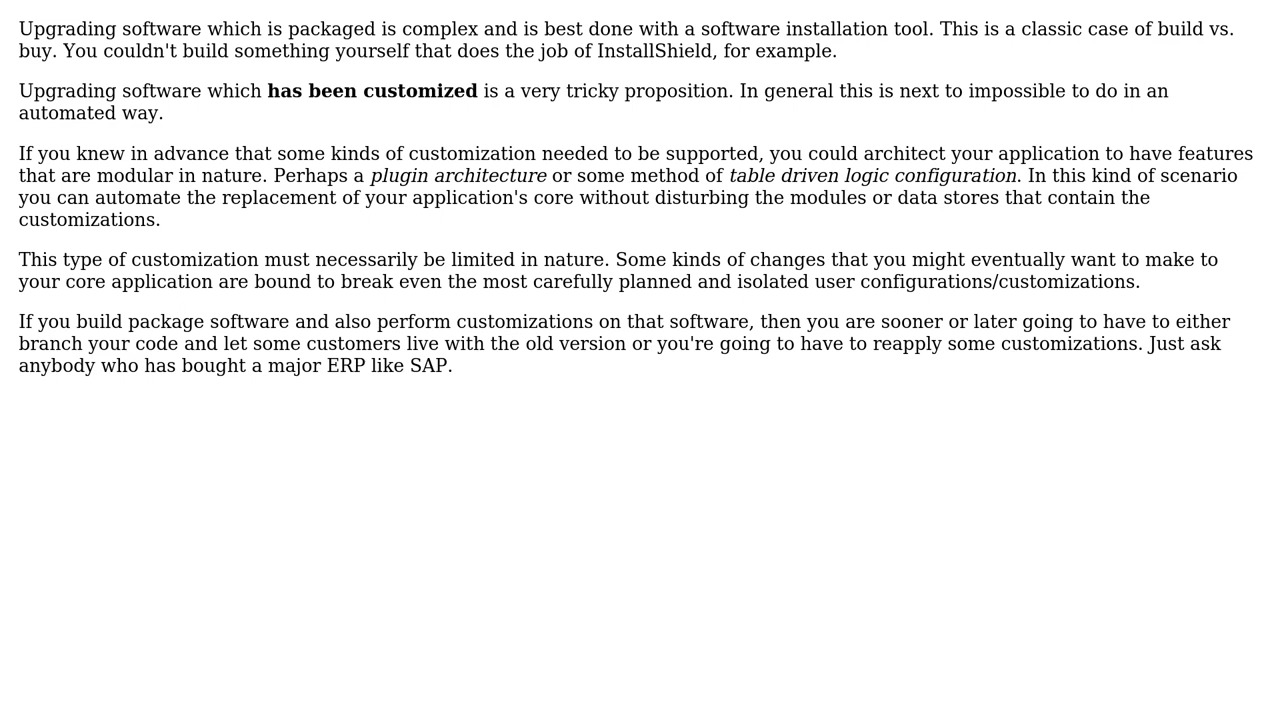 Upgrading software which is packaged is complex and is best done with a software installation tool. This is a classic case of build vs.
buy. You couldn't build something yourself that does the job of InstallShield, for example.
Upgrading software which has been customized is a very tricky proposition. In general this is next to impossible to do in an
automated way.
If you knew in advance that some kinds of customization needed to be supported, you could architect your application to have features
that are modular in nature. Perhaps a plugin architecture or some method of table driven logic configuration. In this kind of scenario
you can automate the replacement of your application's core without disturbing the modules or data stores that contain the
customizations.
This type of customization must necessarily be limited in nature. Some kinds of changes that you might eventually want to make to
your core application are bound to break even the most carefully planned and isolated user configurations/customizations.
If you build package software and also perform customizations on that software, then you are sooner or later going to have to either
branch your code and let some customers live with the old version or you're going to have to reapply some customizations. Just ask
anybody who has bought a major ERP like SAP.